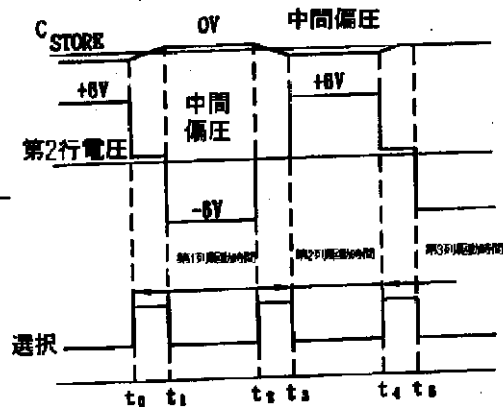 CSTORE
0V
中間偏圧
+6V
中間
偏圧
+6V
第2行電圧
-6V
第1列駆動時間
第2列駆動時間
第3列駆動時間
選択
t0 t1 t2 t3 t4 t5